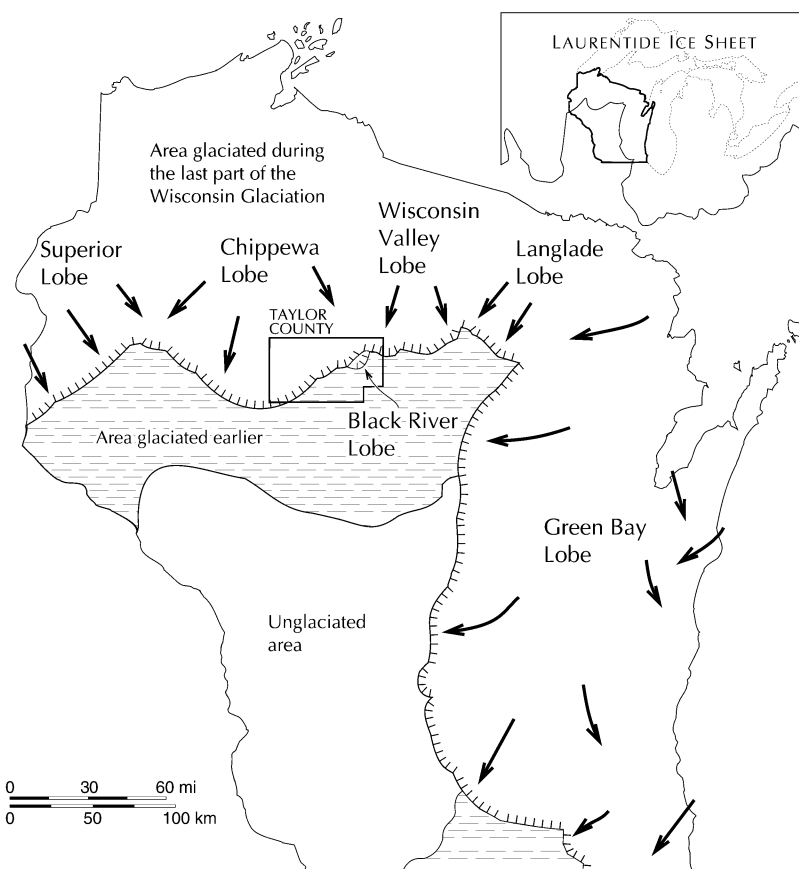 LAURENTIDE ICE SHEET
Area glaciated during
the last part of the
Wisconsin Glaciation
Superior
Lobe
Chippewa
Lobe
Wisconsin
Valley
Lobe
Langlade
Lobe
TAYLOR
COUNTY
Black River
Lobe
Area glaciated earlier
Green Bay
Lobe
Unglaciated
area
0 30 60 mi
0 50 100 km